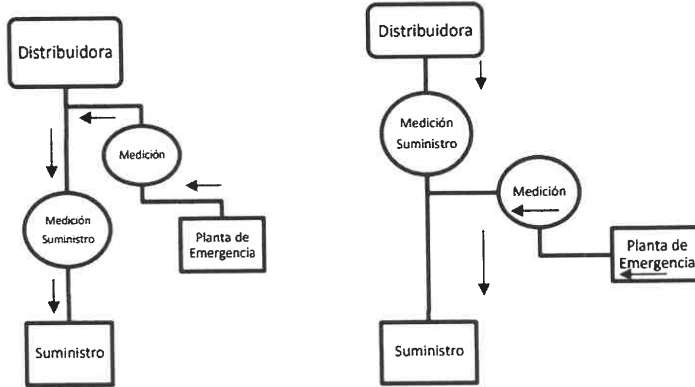 Distribuidora
Medición
Medición
Suministro
Planta de
Emergencia
Suministro
Distribuidora
Medición
Suministro
Medición
Planta de
Emergencia
Suministro